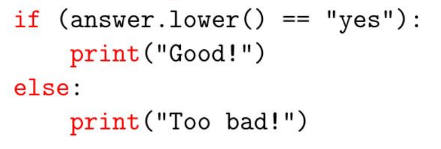 if (answer.lower() == "yes"):
    print("Good!")
else:
    print("Too bad!")